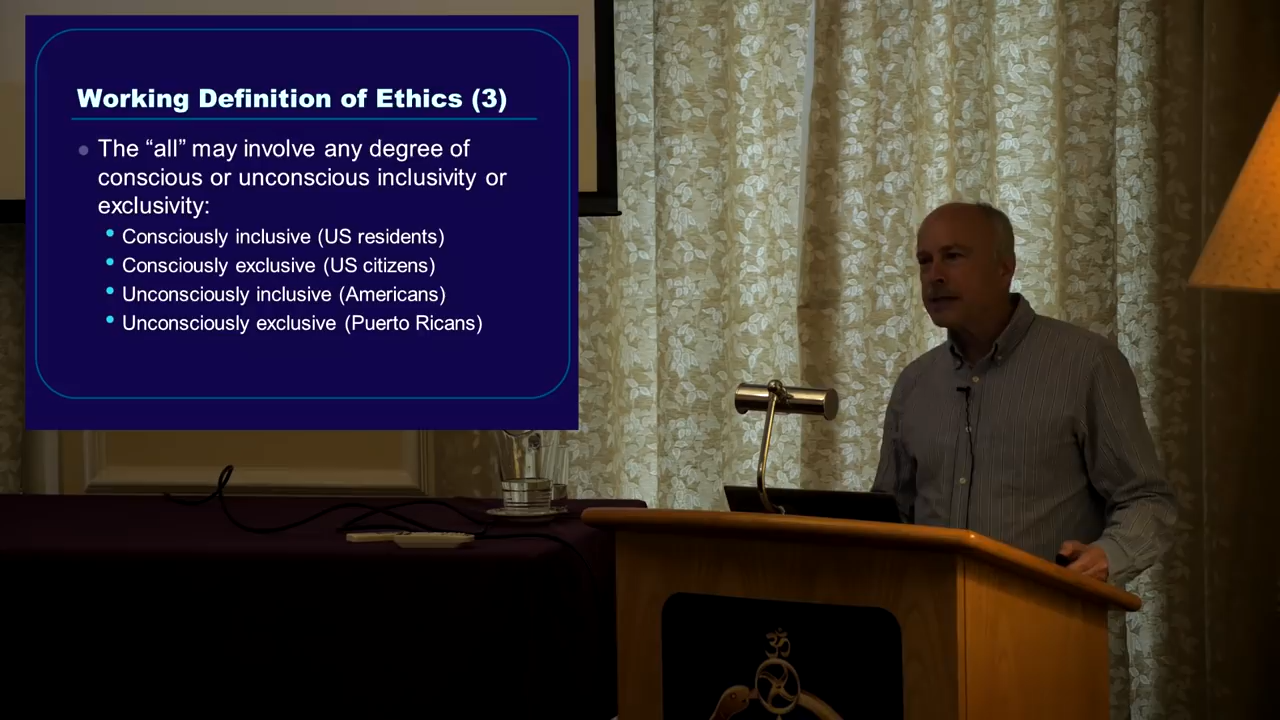 Working Definition of Ethics (3)
The “all” may involve any degree of
conscious or unconscious inclusivity or
exclusivity:
Consciously inclusive (US residents)
Consciously exclusive (US citizens)
Unconsciously inclusive (Americans)
Unconsciously exclusive (Puerto Ricans)
ॐ